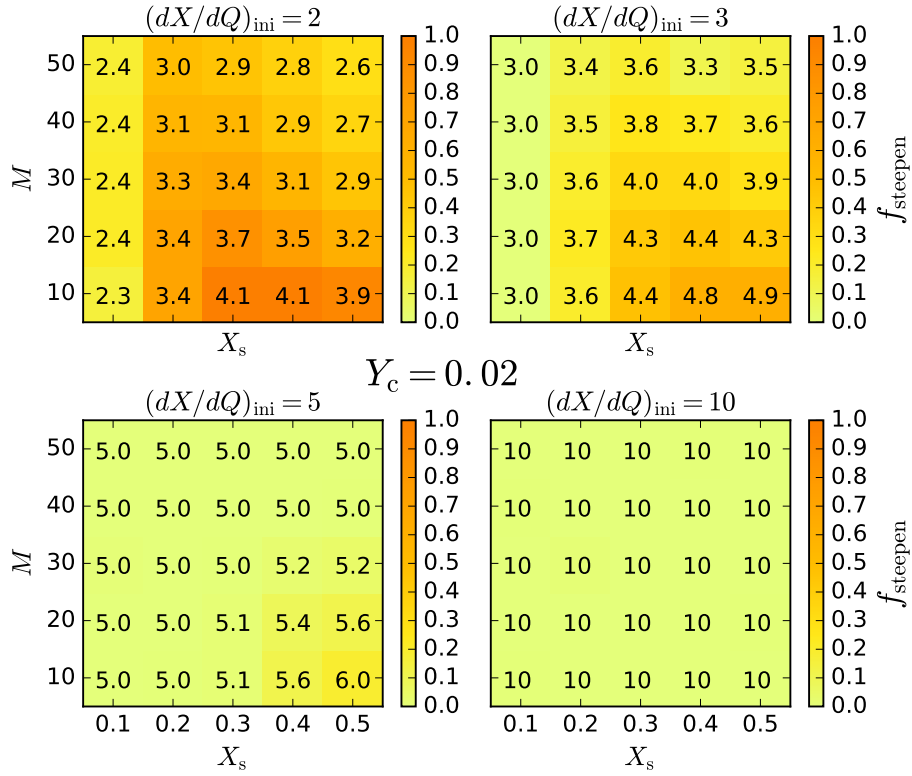 (dX/dQ)ini = 2 (dX/dQ)ini = 3
50 2.4 3.0 2.9 2.8 2.6 3.0 3.4 3.6 3.3 3.5
40 2.4 3.1 3.1 2.9 2.7 3.0 3.5 3.8 3.7 3.6
30 2.4 3.3 3.4 3.1 2.9 3.0 3.6 4.0 4.0 3.9
20 2.4 3.4 3.7 3.5 3.2 3.0 3.7 4.3 4.4 4.3
10 2.3 3.4 4.1 4.1 3.9 3.0 3.6 4.4 4.8 4.9
M
1.0 0.9 0.8 0.7 0.6 0.5 0.4 0.3 0.2 0.1 0.0
1.0 0.9 0.8 0.7 0.6 0.5 0.4 0.3 0.2 0.1 0.0
fsteepen
Xs Xs
Yc = 0.02
(dX/dQ)ini = 5 (dX/dQ)ini = 10
50 5.0 5.0 5.0 5.0 5.0 10 10 10 10 10
40 5.0 5.0 5.0 5.0 5.0 10 10 10 10 10
30 5.0 5.0 5.0 5.2 5.2 10 10 10 10 10
20 5.0 5.0 5.1 5.4 5.6 10 10 10 10 10
10 5.0 5.0 5.1 5.6 6.0 10 10 10 10 10
M
1.0 0.9 0.8 0.7 0.6 0.5 0.4 0.3 0.2 0.1 0.0
1.0 0.9 0.8 0.7 0.6 0.5 0.4 0.3 0.2 0.1 0.0
fsteepen
0.1 0.2 0.3 0.4 0.5 0.1 0.2 0.3 0.4 0.5
Xs Xs